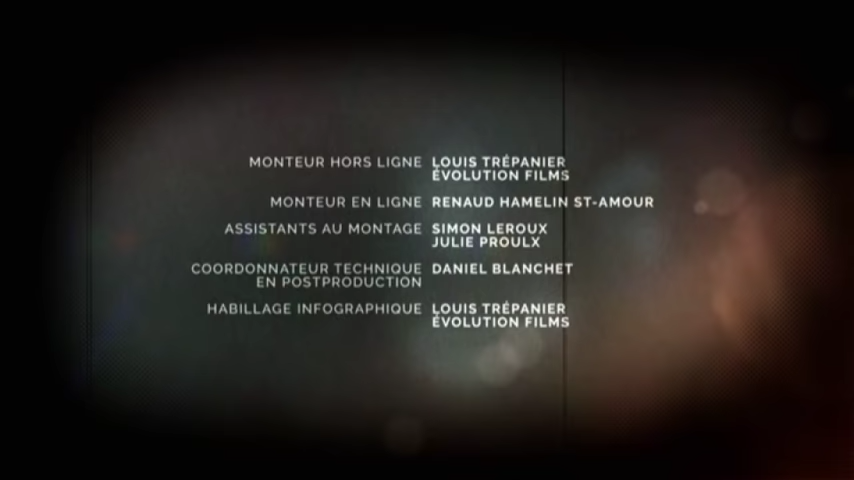 MONTEUR HORS LIGNE LOUIS TRÉPANIER
ÉVOLUTION FILMS
MONTEUR EN LIGNE RENAUD HAMELIN ST-AMOUR
ASSISTANTS AU MONTAGE SIMON LEROUX
JULIE PROULX
COORDONNATEUR TECHNIQUE DANIEL BLANCHET
EN POSTPRODUCTION
HABILLAGE INFOGRAPHIQUE LOUIS TRÉPANIER
ÉVOLUTION FILMS